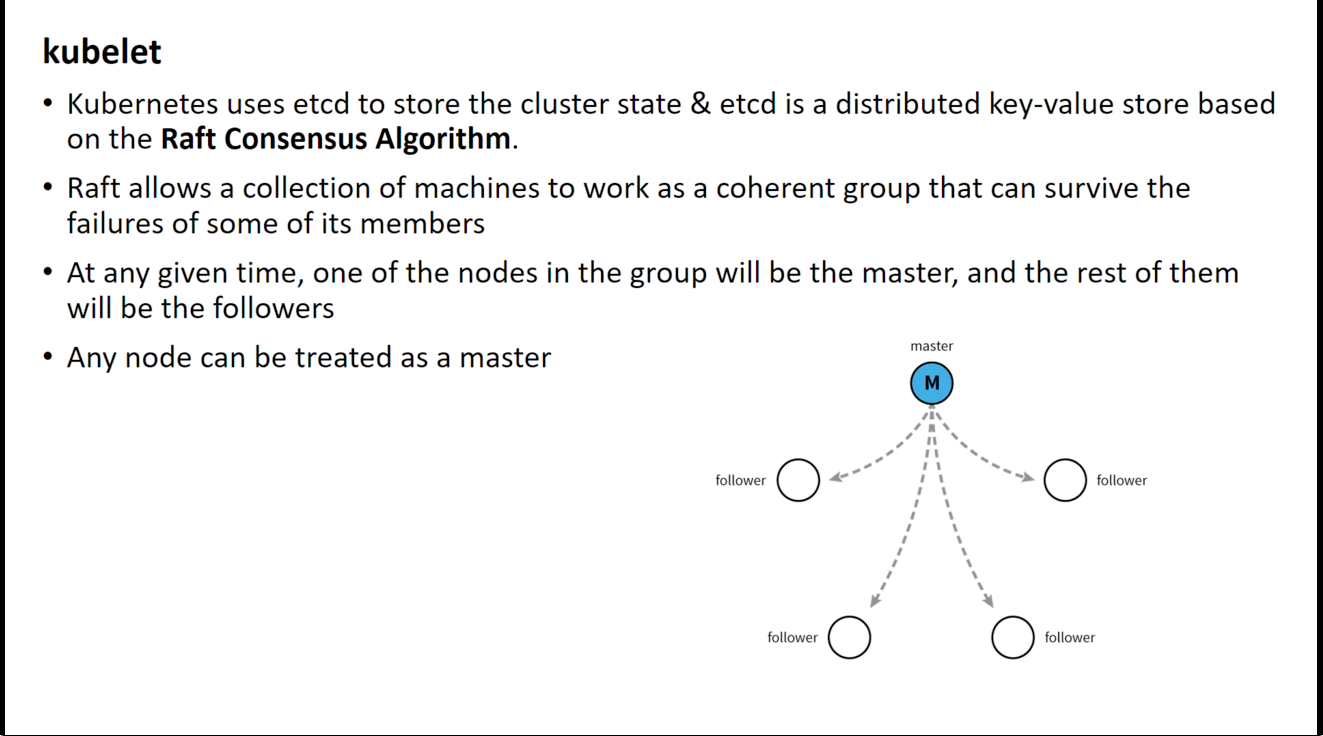 kubelet
• Kubernetes uses etcd to store the cluster state & etcd is a distributed key-value store based
on the Raft Consensus Algorithm.
• Raft allows a collection of machines to work as a coherent group that can survive the
failures of some of its members
• At any given time, one of the nodes in the group will be the master, and the rest of them
will be the followers
• Any node can be treated as a master
master
M
follower
follower
follower
follower